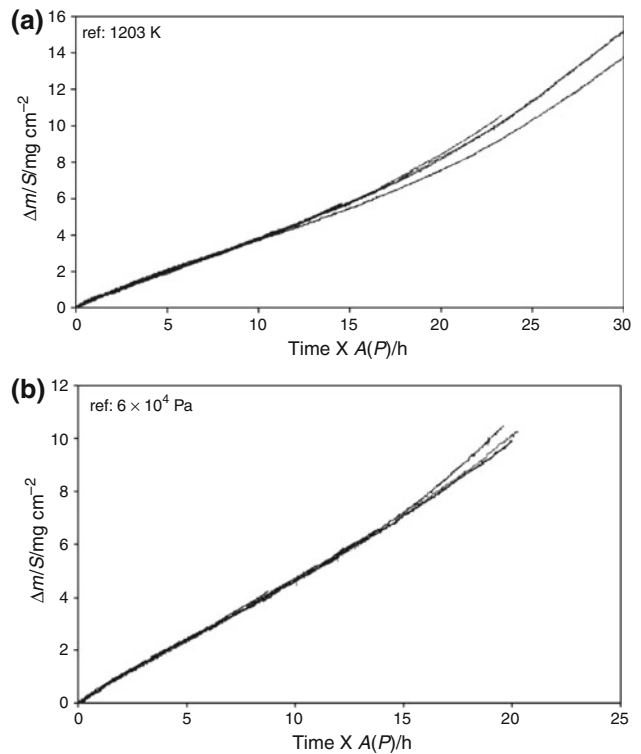 (a)
ref: 1203 K
16
14
12
10
8
6
4
2
0
Δm/S/mg cm⁻²
0 5 10 15 20 25 30
Time X A(P)/h
(b)
ref: 6 × 10⁴ Pa
12
10
8
6
4
2
0
Δm/S/mg cm⁻²
0 5 10 15 20 25
Time X A(P)/h